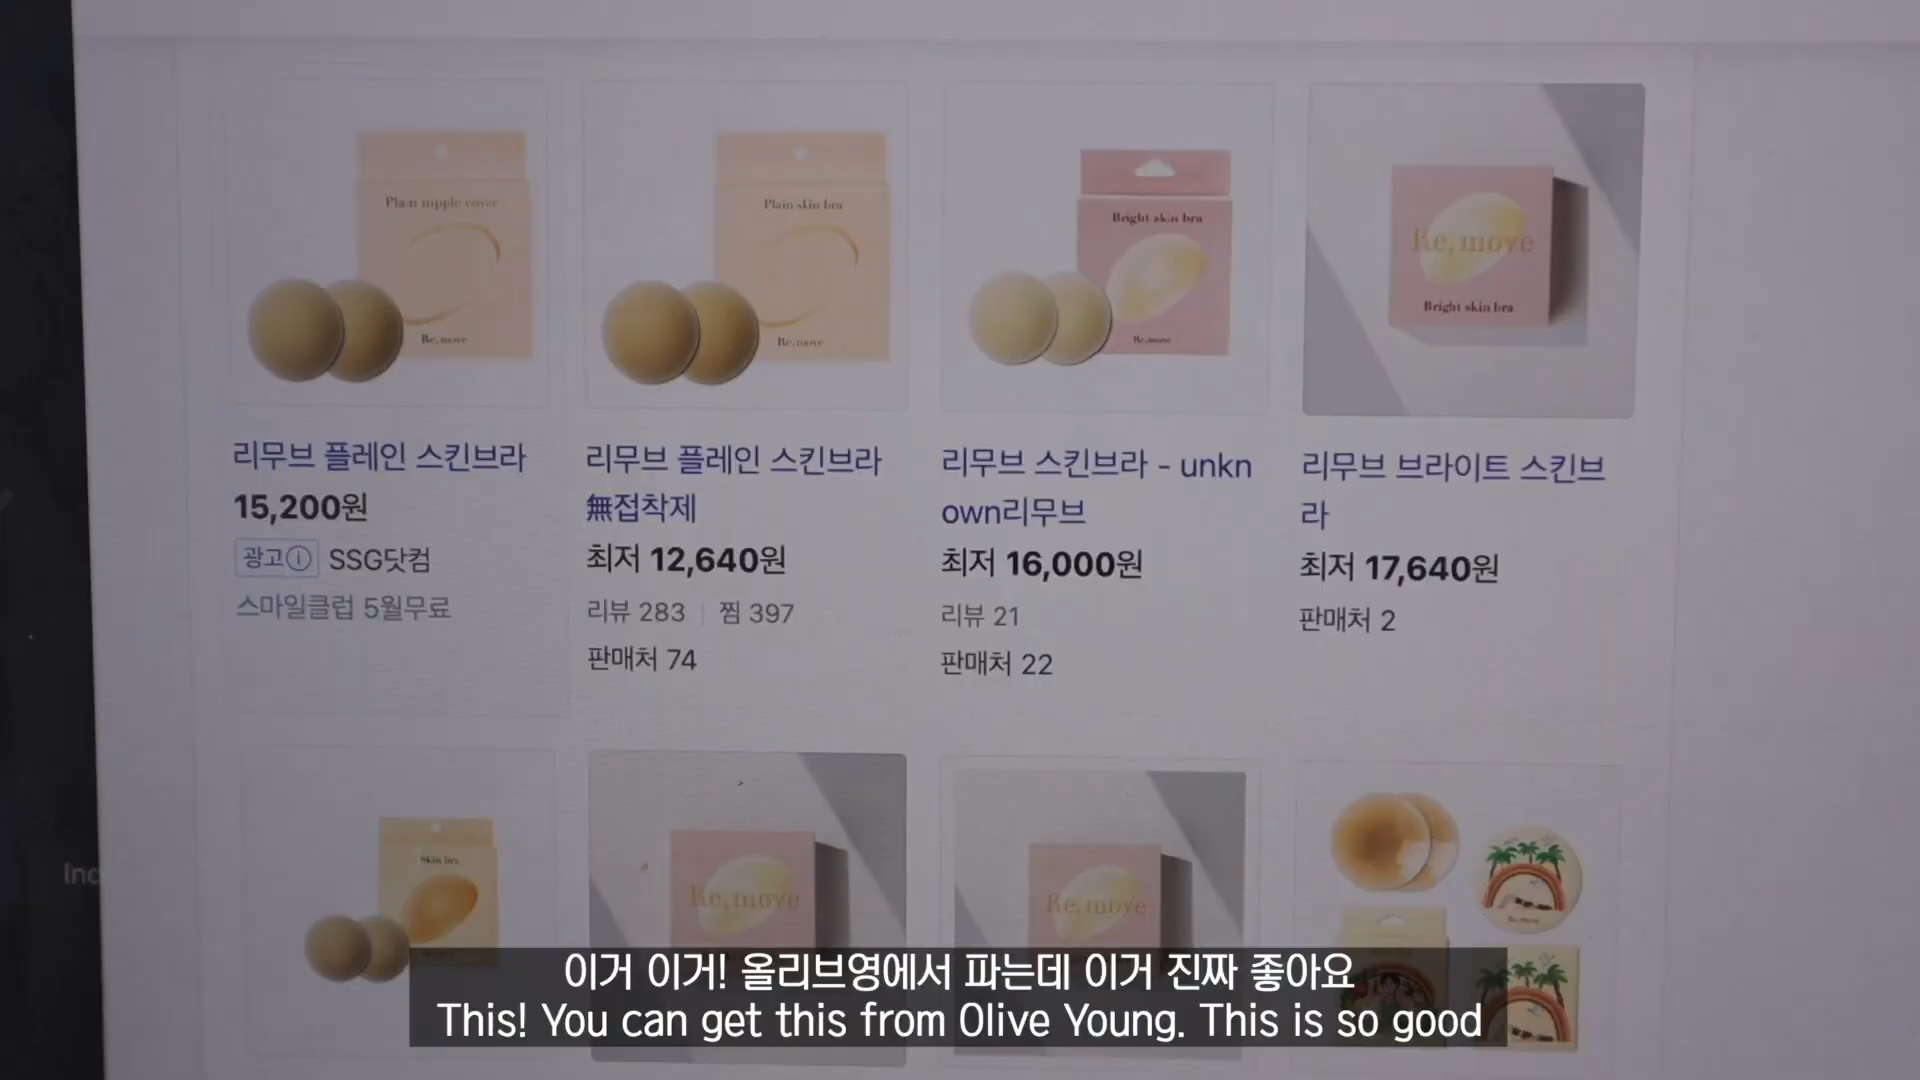 Plain nipple cover
Re, move
Plain skin bra
Re, move
Bright skin bra
Re, move
Re, move
Bright skin bra
리무브 플레인 스킨브라
15,200원
광고 SSG닷컴
스마일클럽 5월무료
리무브 플레인 스킨브라
無접착제
최저 12,640원
리뷰 283 | 찜 397
판매처 74
리무브 스킨브라 - unkn
own리무브
최저 16,000원
리뷰 21
판매처 22
리무브 브라이트 스킨브
라
최저 17,640원
판매처 2
Skin bra
Re, move
Re, move
이거 이거! 올리브영에서 파는데 이거 진짜 좋아요
This! You can get this from Olive Young. This is so good